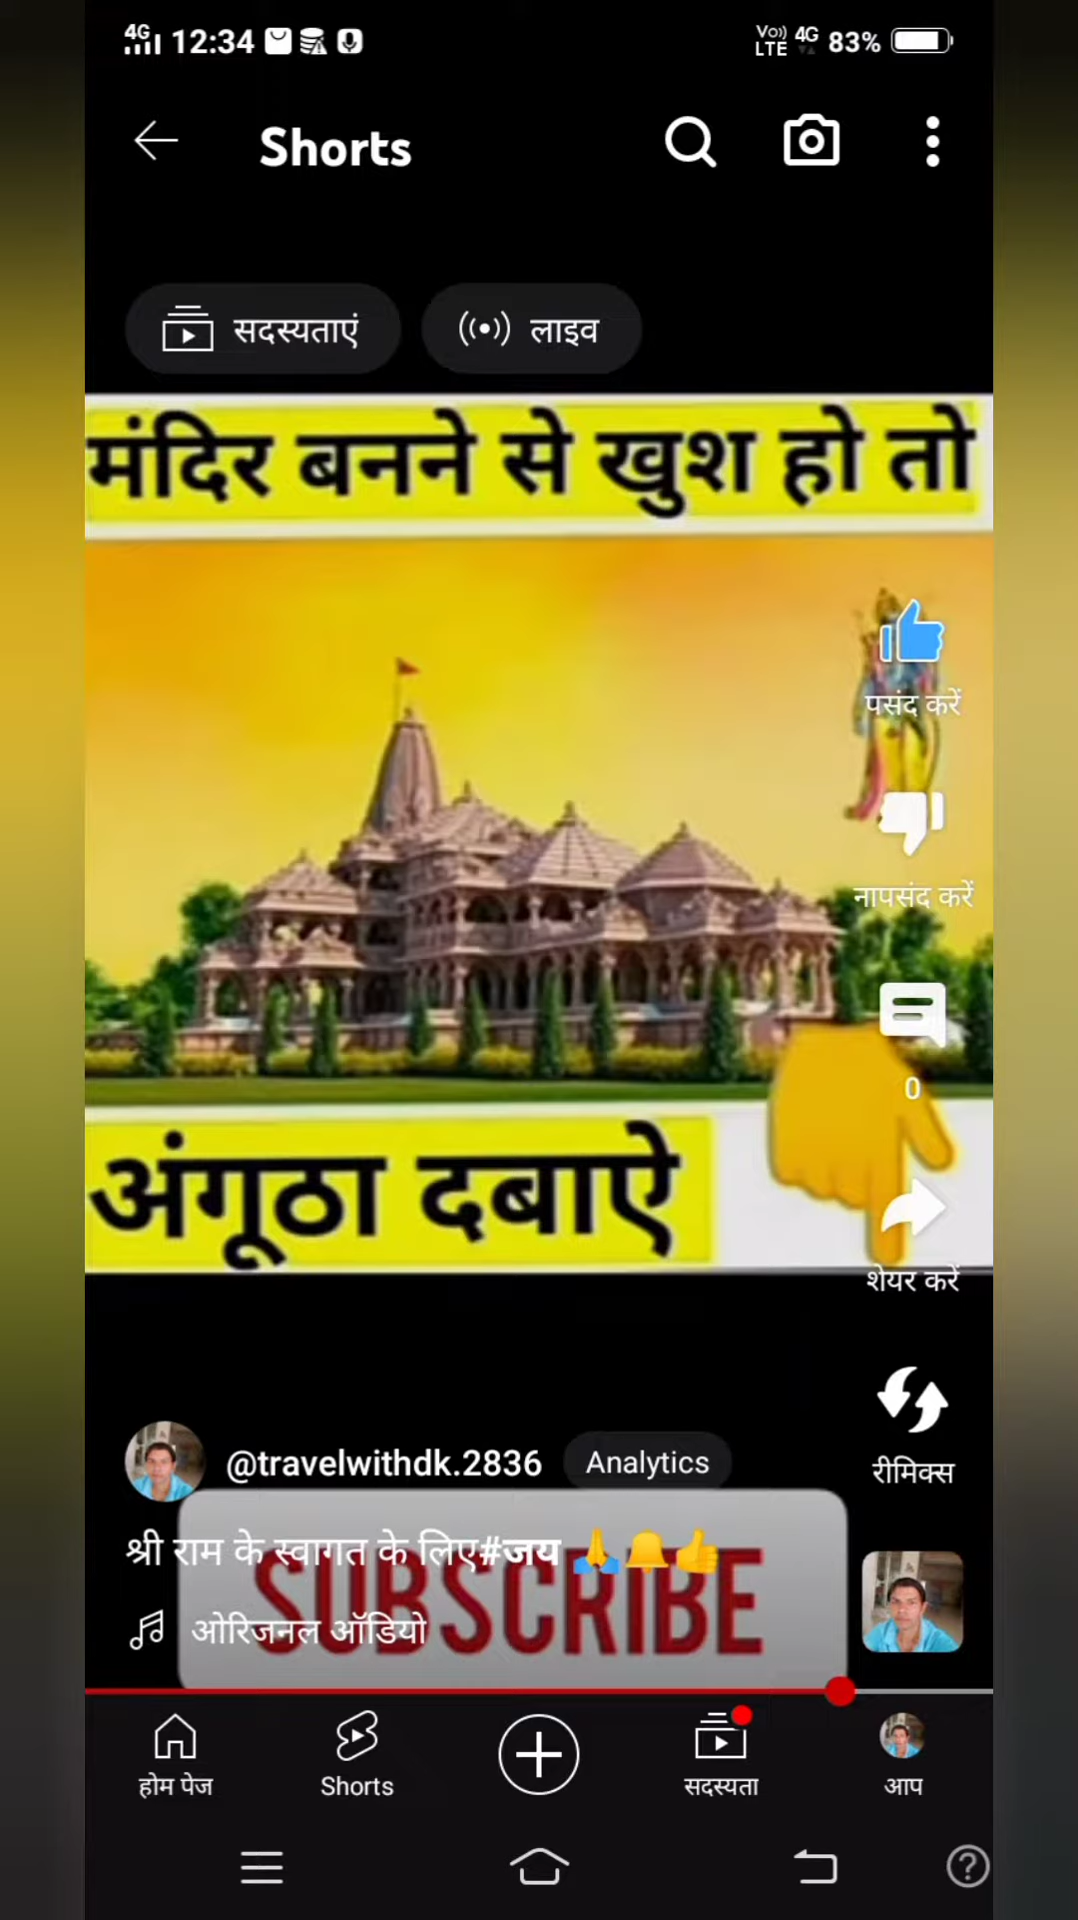 4G 12:34 Vo)) LTE 4G 83%
Shorts
सदस्यताएं लाइव
मंदिर बनने से खुश हो तो
पसंद करें
नापसंद करें
0
अंगूठा दबाऐ
शेयर करें
रीमिक्स
@travelwithdk.2836 Analytics
श्री राम के स्वागत के लिए#जय 🙏🔔👍
SUBSCRIBE
ओरिजनल ऑडियो
होम पेज Shorts सदस्यता आप